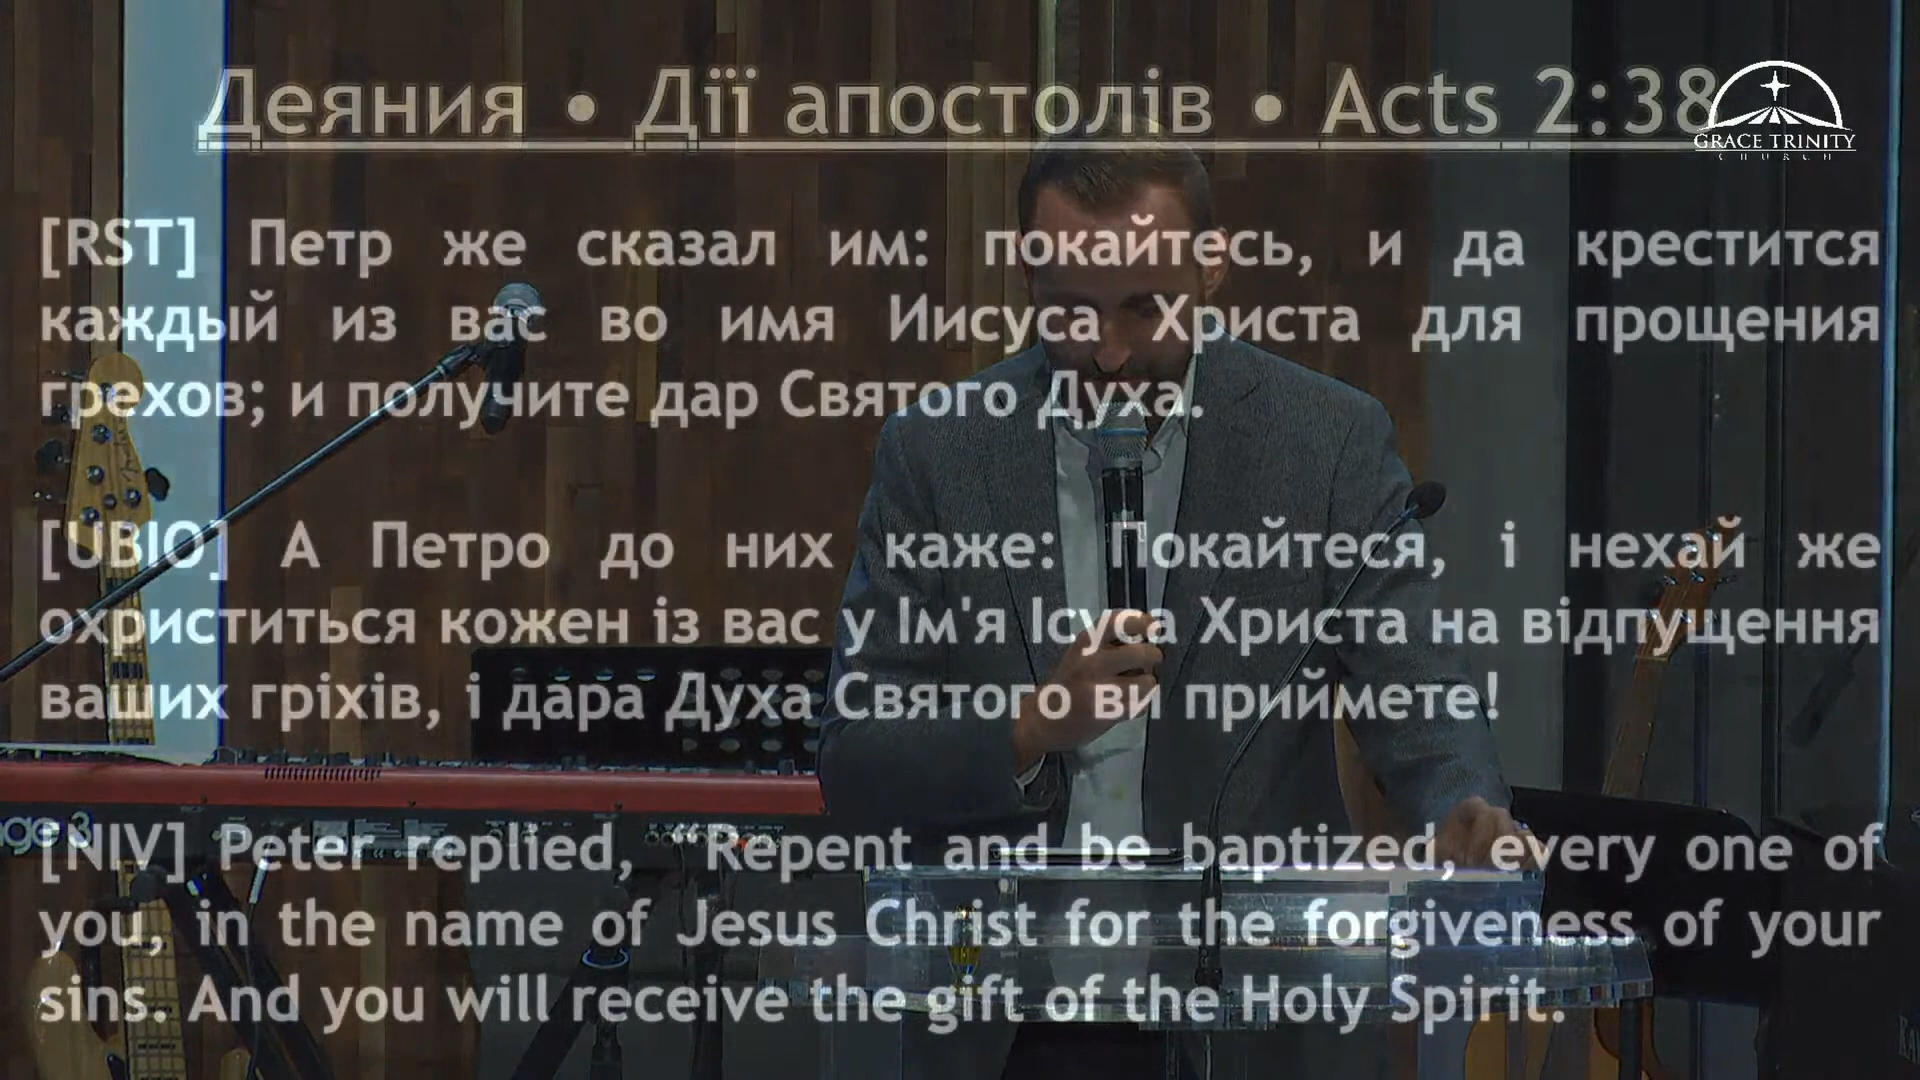 Деяния • Дії апостолів • Acts 2:38
GRACE TRINITY
CHURCH
[RST] Петр же сказал им: покайтесь, и да крестится
каждый из вас во имя Иисуса Христа для прощения
грехов; и получите дар Святого Духа.
[UBIO] А Петро до них каже: Покайтеся, і нехай же
охриститься кожен із вас у Ім'я Ісуса Христа на відпущення
ваших гріхів, і дара Духа Святого ви приймете!
[NIV] Peter replied, “Repent and be baptized, every one of
you, in the name of Jesus Christ for the forgiveness of your
sins. And you will receive the gift of the Holy Spirit.